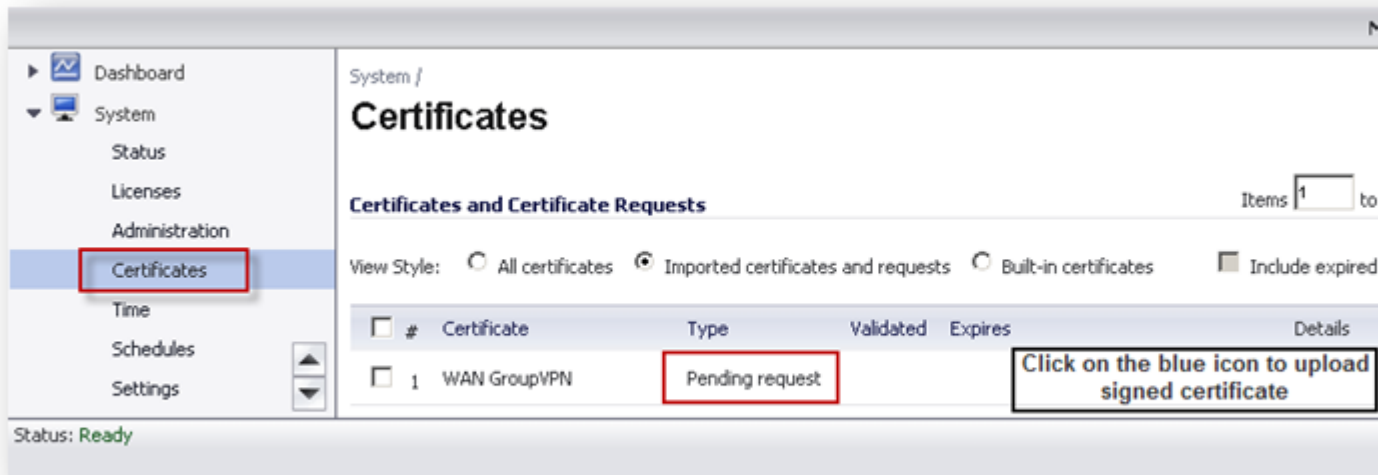 Dashboard
System
Status
Licenses
Administration
Certificates
Time
Schedules
Settings
System /
Certificates
Certificates and Certificate Requests
Items 1 to
View Style: All certificates Imported certificates and requests Built-in certificates Include expired
# Certificate Type Validated Expires Details
1 WAN GroupVPN Pending request
Click on the blue icon to upload
signed certificate
Status: Ready